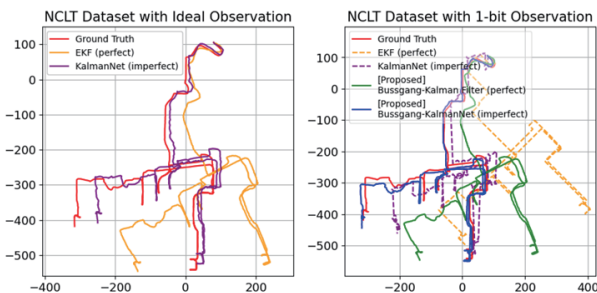 NCLT Dataset with Ideal Observation
Ground Truth
EKF (perfect)
KalmanNet (imperfect)
100
0
−100
−200
−300
−400
−500
−400
−200
0
200
NCLT Dataset with 1-bit Observation
Ground Truth
EKF (perfect)
KalmanNet (imperfect)
[Proposed]
Bussgang-Kalman Filter (perfect)
[Proposed]
Bussgang-KalmanNet (imperfect)
100
0
−100
−200
−300
−400
−500
−200
0
200
400